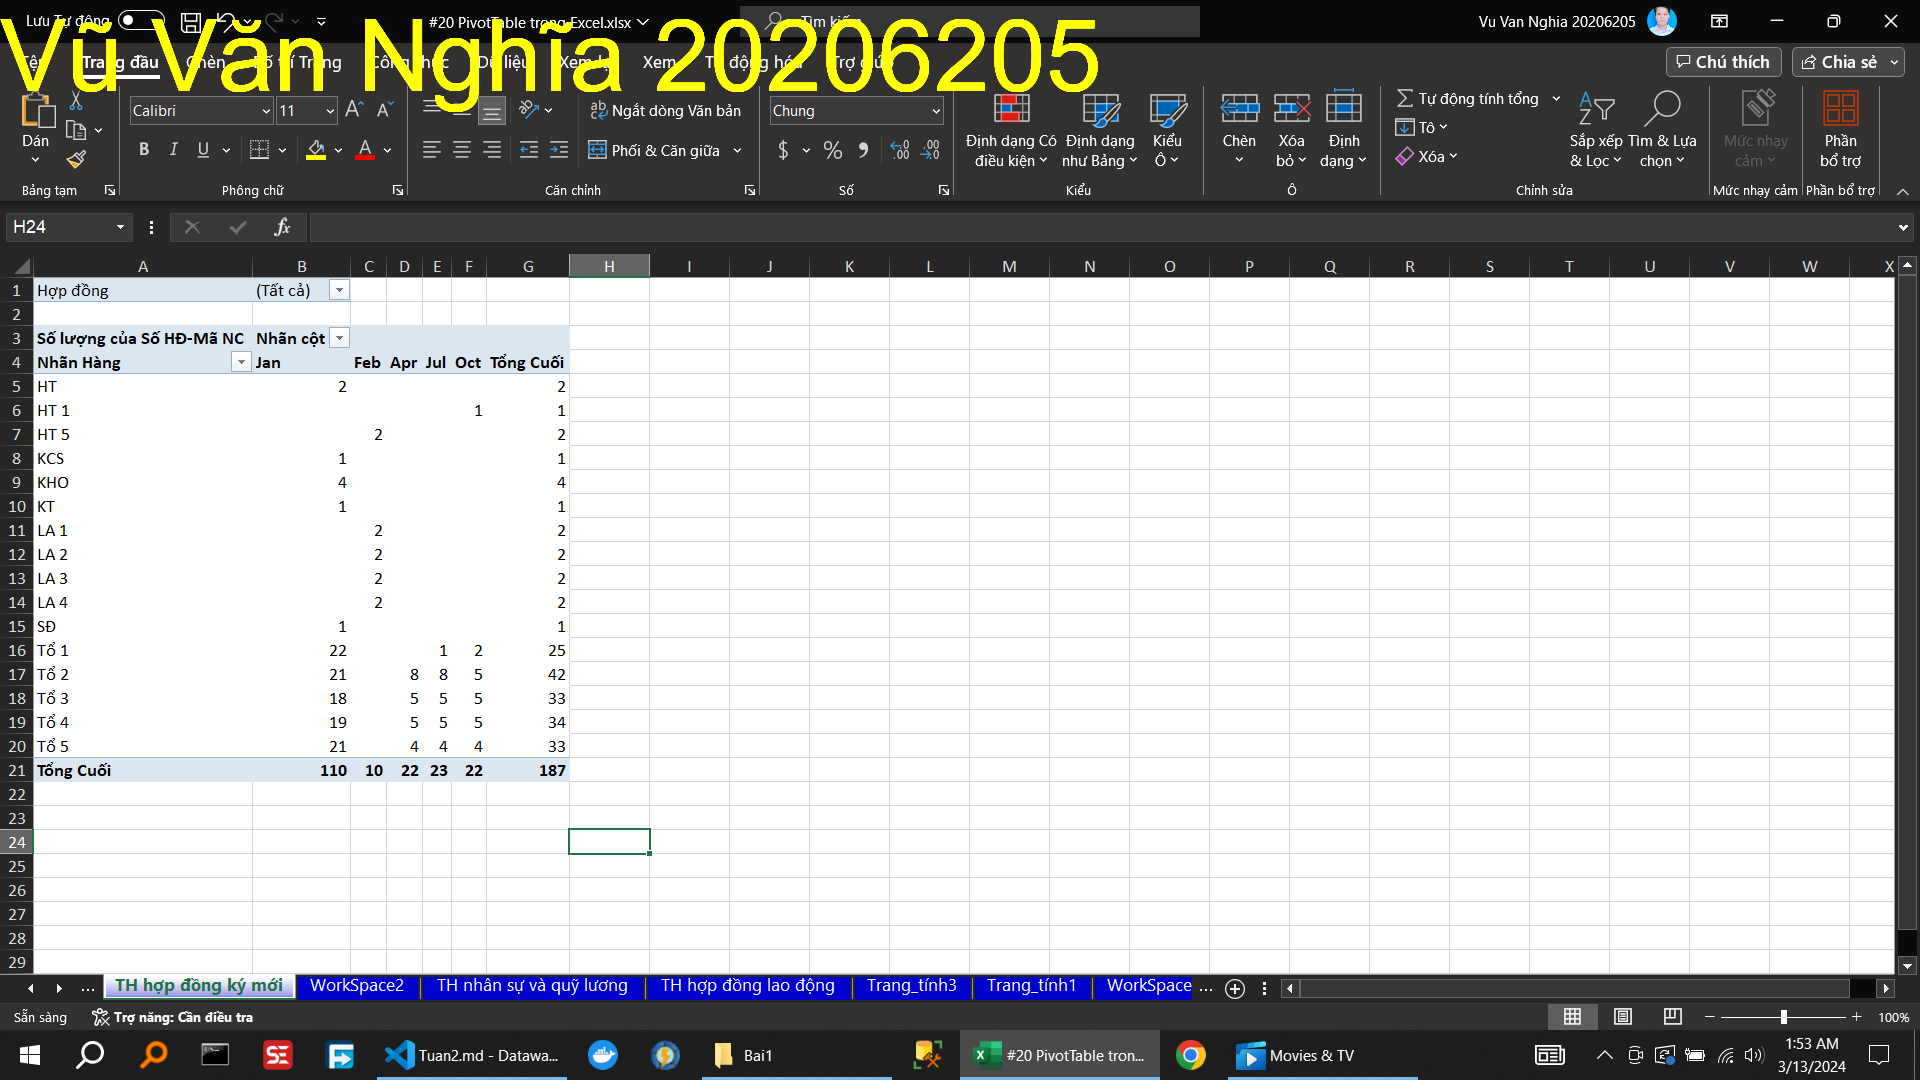 Lưu Tự động
#20 PivotTable trong Excel.xlsx
Tìm kiếm
Vu Van Nghia 20206205
Vũ Văn Nghĩa 20206205
Trang đầu
Chèn
Dữ liệu
Xem
Chú thích
Chia sẻ
Dán
Calibri
11
Ngắt dòng Văn bản
Phối & Căn giữa
Chung
Định dạng Có điều kiện
Định dạng như Bảng
Kiểu Ô
Chèn
Xóa bỏ
Định dạng
Tự động tính tổng
Tô
Xóa
Sắp xếp & Lọc
Tìm & Lựa chọn
Mức nhạy cảm
Phần bổ trợ
Bảng tạm
Phông chữ
Căn chỉnh
Số
Kiểu
Ô
Chỉnh sửa
Mức nhạy cảm
Phần bổ trợ
H24
fx
A B C D E F G H I J K L M N O P Q R S T U V W X
1 Hợp đồng (Tất cả)
2
3 Số lượng của Số HĐ-Mã NC Nhãn cột
4 Nhãn Hàng Jan Feb Apr Jul Oct Tổng Cuối
5 HT 2 2
6 HT 1 1 1
7 HT 5 2 2
8 KCS 1 1
9 KHO 4 4
10 KT 1 1
11 LA 1 2 2
12 LA 2 2 2
13 LA 3 2 2
14 LA 4 2 2
15 SĐ 1 1
16 Tổ 1 22 1 2 25
17 Tổ 2 21 8 8 5 42
18 Tổ 3 18 5 5 5 33
19 Tổ 4 19 5 5 5 34
20 Tổ 5 21 4 4 4 33
21 Tổng Cuối 110 10 22 23 22 187
22
23
24
25
26
27
28
29
... TH hợp đồng ký mới WorkSpace2 TH nhân sự và quỹ lương TH hợp đồng lao động Trang_tính3 Trang_tính1 WorkSpace ...
Sẵn sàng Trợ năng: Cần điều tra 100%
Tuan2.md - Datawa...
Bai1
#20 PivotTable tron...
Movies & TV
1:53 AM
3/13/2024